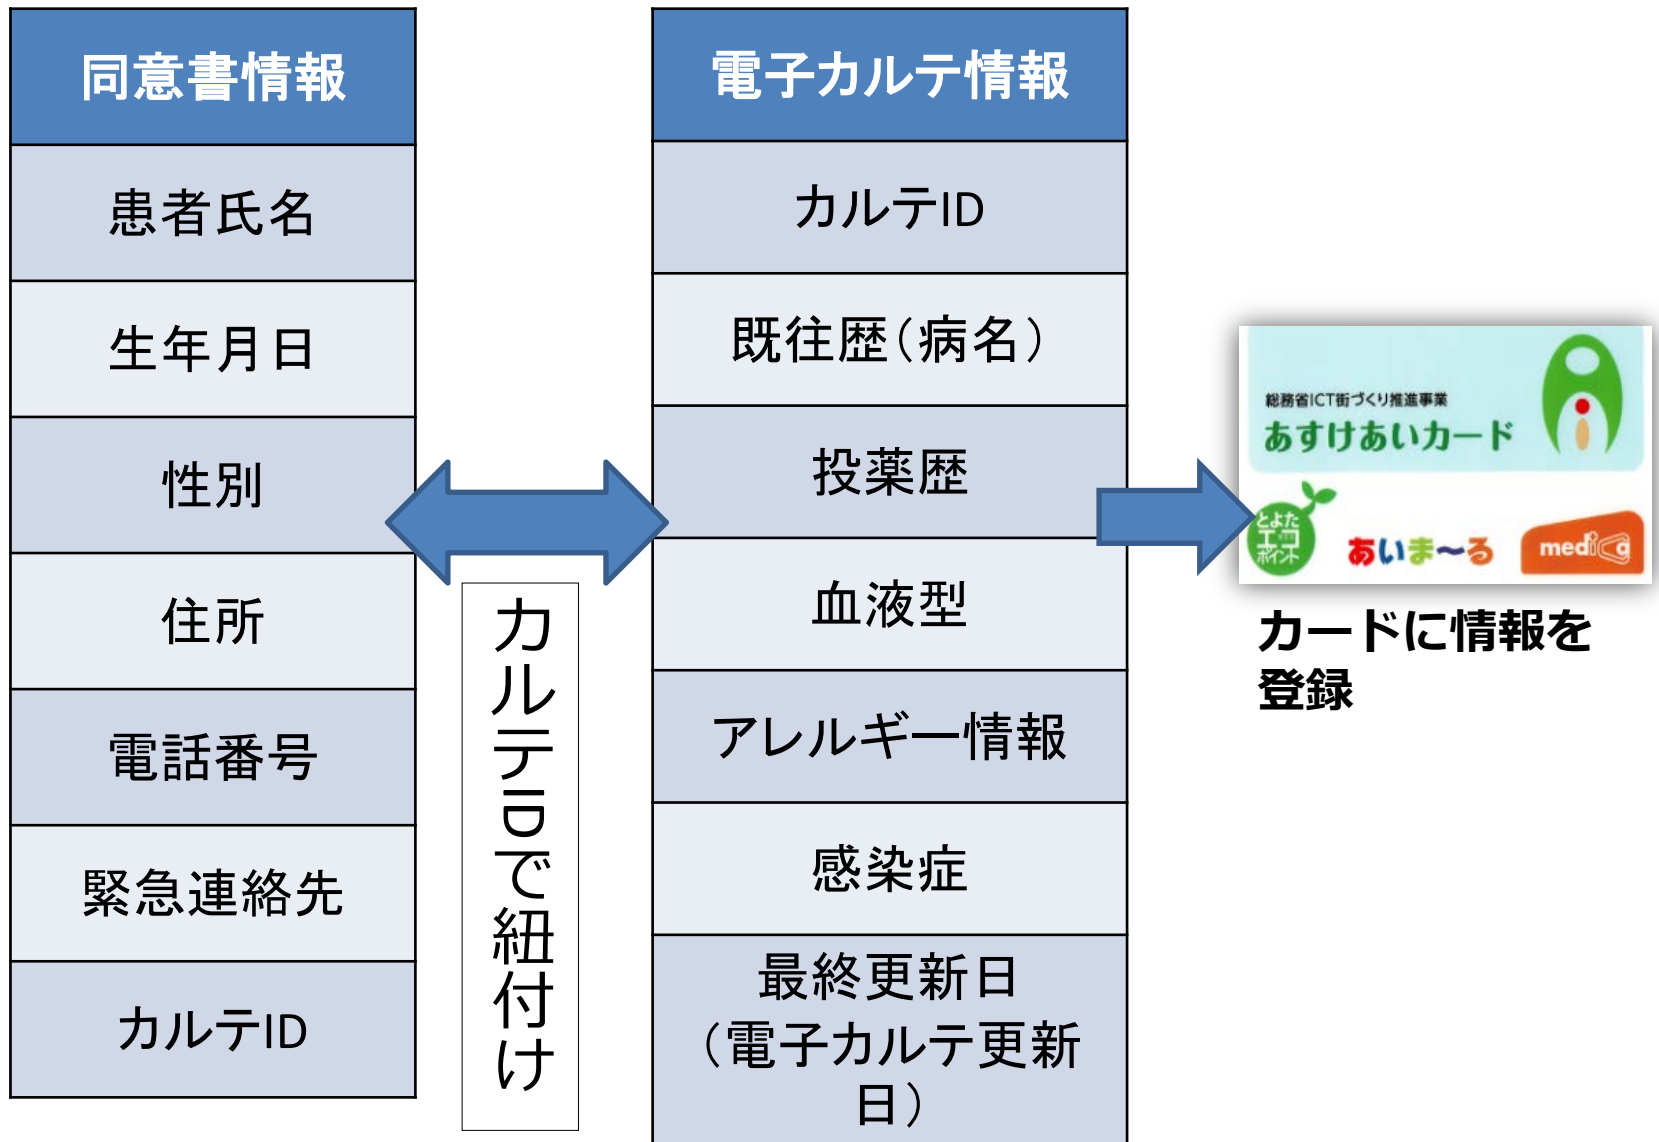 同意書情報
患者氏名
生年月日
性別
住所
電話番号
緊急連絡先
カルテID
カルテIDで紐付け
電子カルテ情報
カルテID
既往歴(病名)
投薬歴
血液型
アレルギー情報
感染症
最終更新日
(電子カルテ更新
日)
総務省ICT街づくり推進事業
あすけあいカード
とよた
エコ
ポイント
あいま～る
medica
カードに情報を
登録